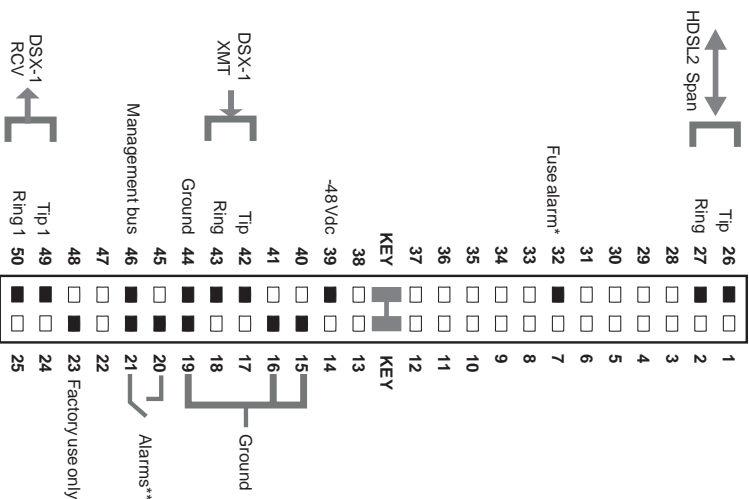 Tip 26 1
HDSL2 Span
Ring 27 2
28 3
29 4
30 5
31 6
Fuse alarm* 32 7
33 8
34 9
35 10
36 11
37 12
KEY KEY
38 13
-48 Vdc 39 14
40 15
41 16
DSX-1
XMT
Tip 42 17
Ground
Ring 43 18
Ground 44 19
45 20
Alarms**
Management bus 46 21
47 22
48 23 Factory use only
DSX-1
RCV
Tip 1 49 24
Ring 1 50 25